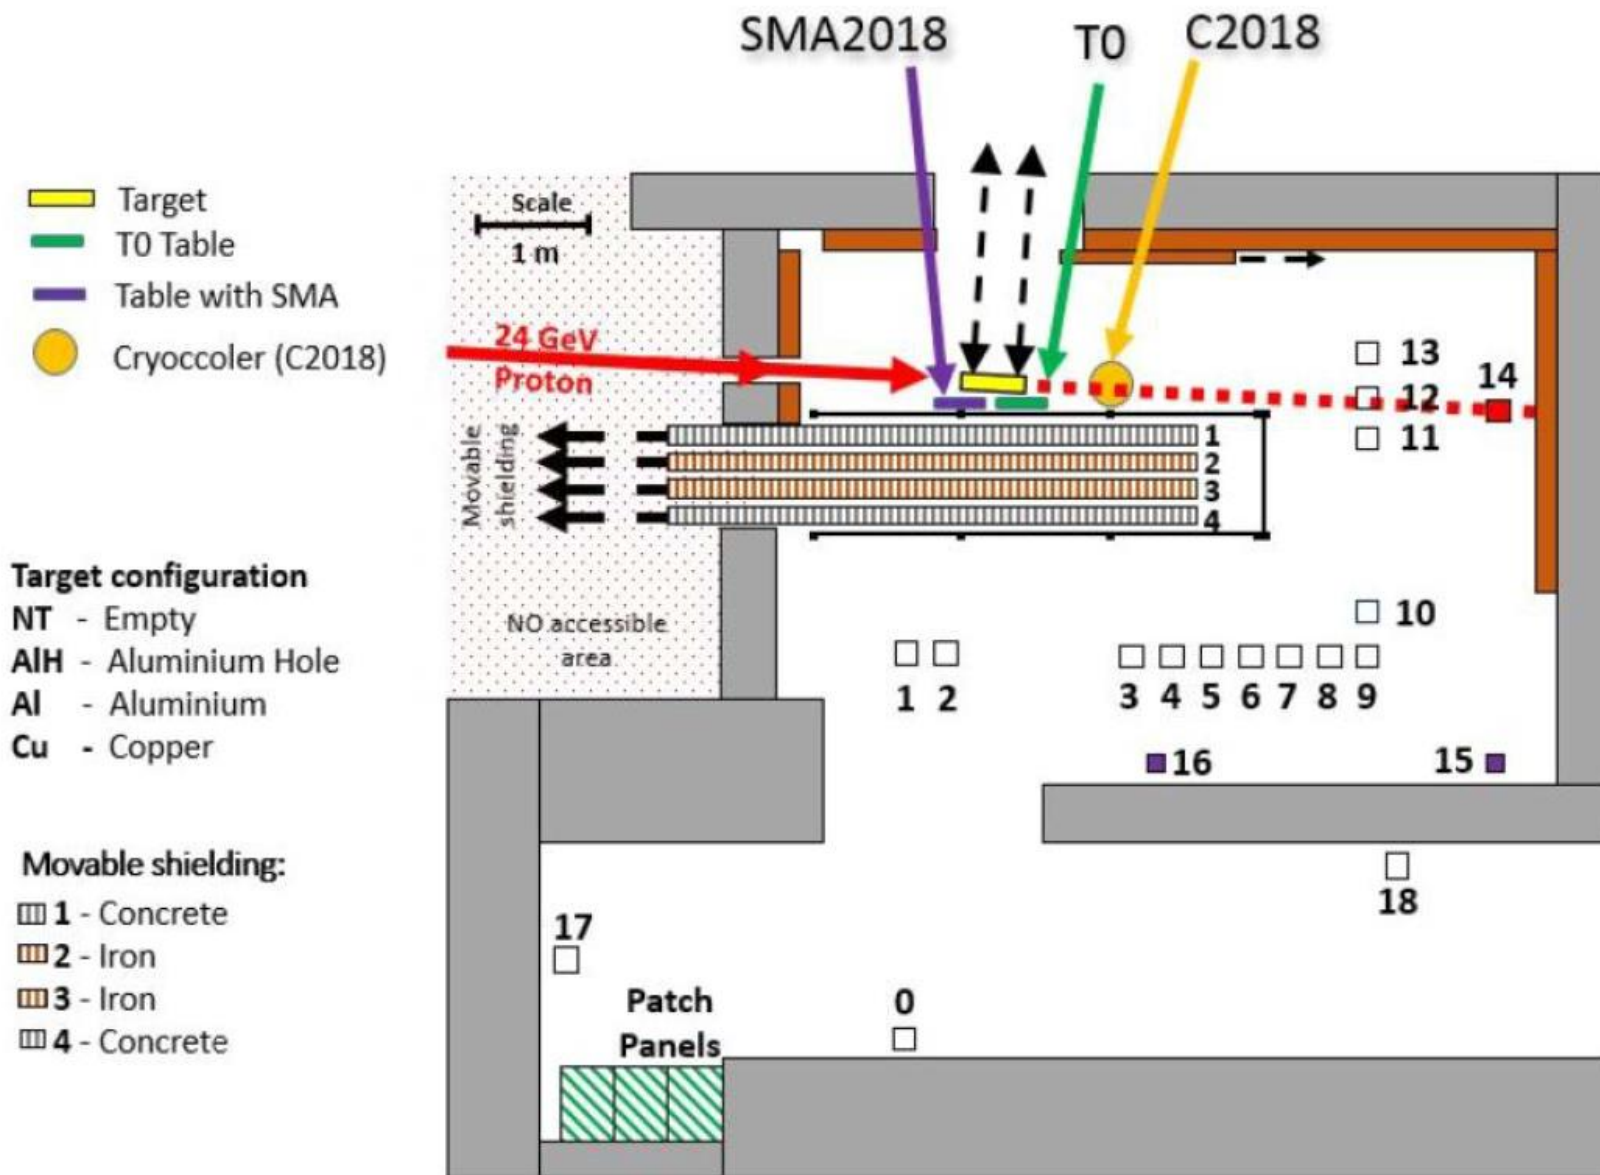 SMA2018
T0
C2018
Target
T0 Table
Table with SMA
Cryoccoler (C2018)
Scale
1 m
24 GeV
Proton
Movable
shielding
1
2
3
4
13
12
14
11
10
NO accessible
area
1 2
3 4 5 6 7 8 9
16
15
18
17
0
Patch
Panels
Target configuration
NT - Empty
AlH - Aluminium Hole
Al - Aluminium
Cu - Copper
Movable shielding:
1 - Concrete
2 - Iron
3 - Iron
4 - Concrete